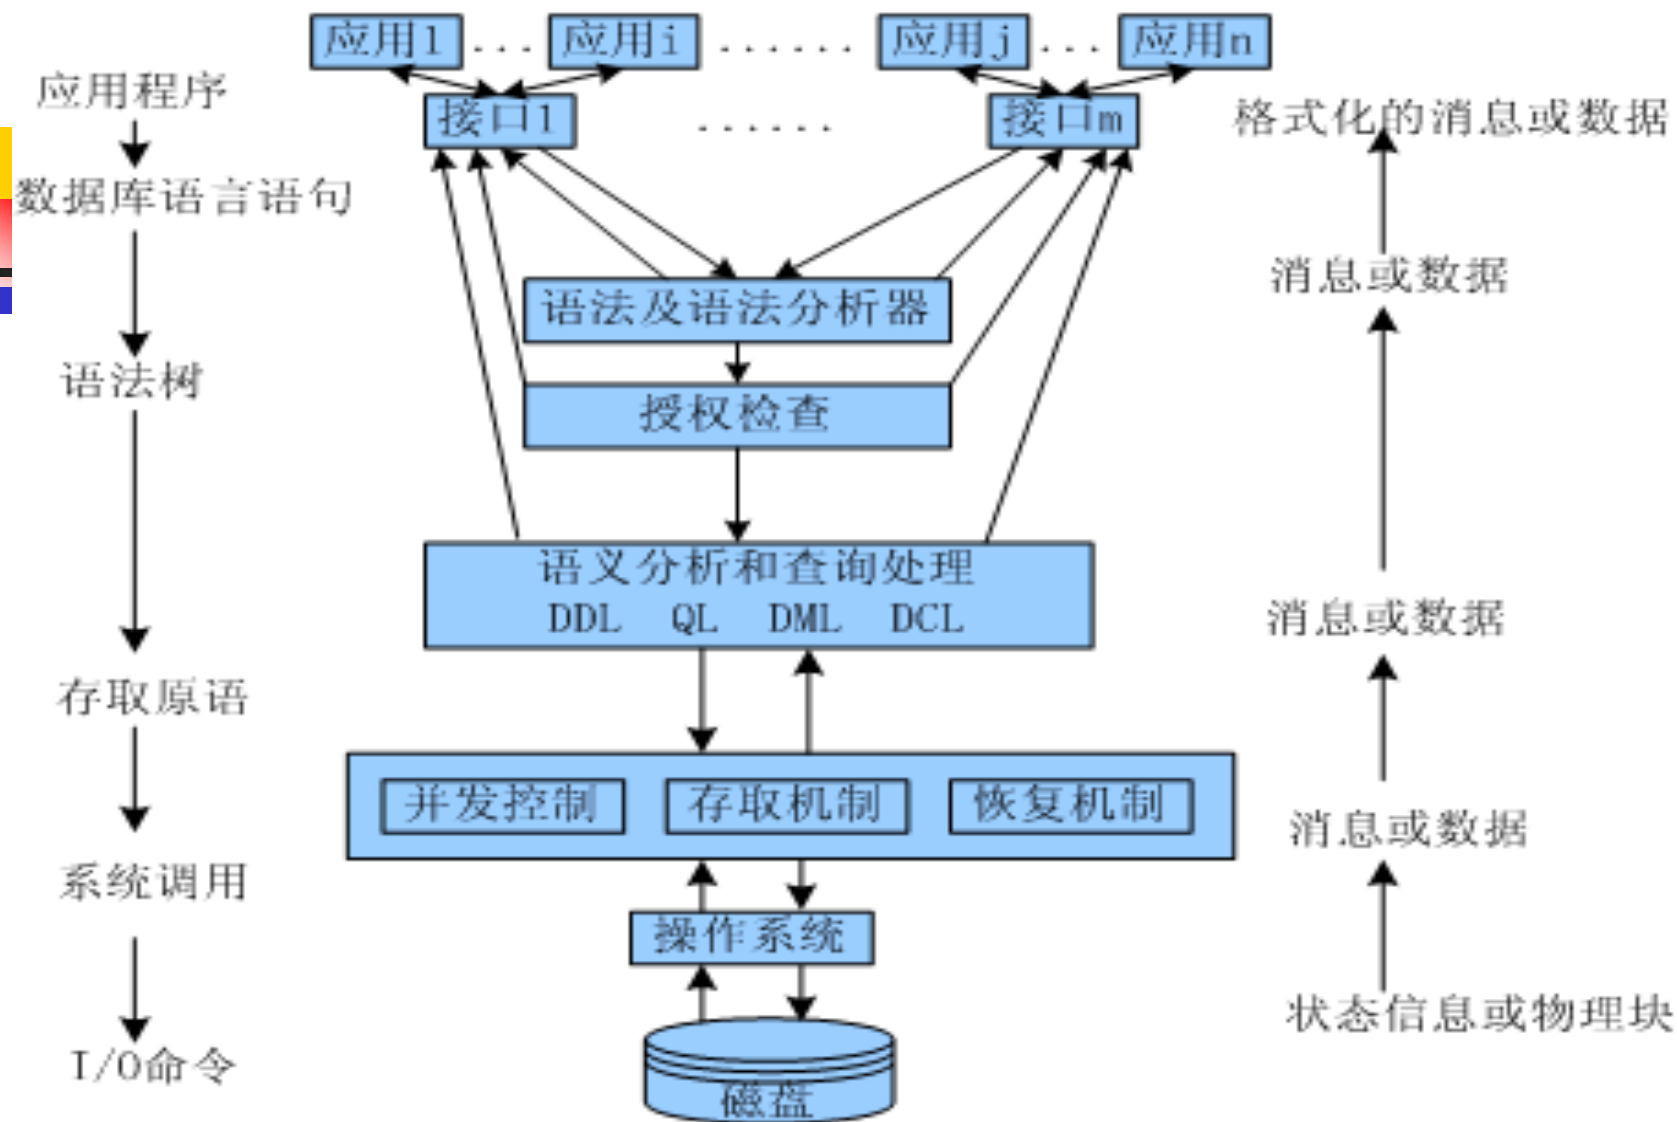 应用1 ... 应用i ...... 应用j ... 应用n
应用程序
接口1 ...... 接口m
格式化的消息或数据
数据库语言语句
消息或数据
语法及语法分析器
语法树
授权检查
语义分析和查询处理
DDL QL DML DCL
消息或数据
存取原语
并发控制 存取机制 恢复机制
消息或数据
系统调用
操作系统
状态信息或物理块
I/O命令
磁盘